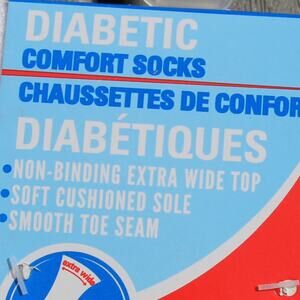 DIABETIC
COMFORT SOCKS
CHAUSSETTES DE CONFOR
DIABÉTIQUES
•NON-BINDING EXTRA WIDE TOP
•SOFT CUSHIONED SOLE
•SMOOTH TOE SEAM
extra wide